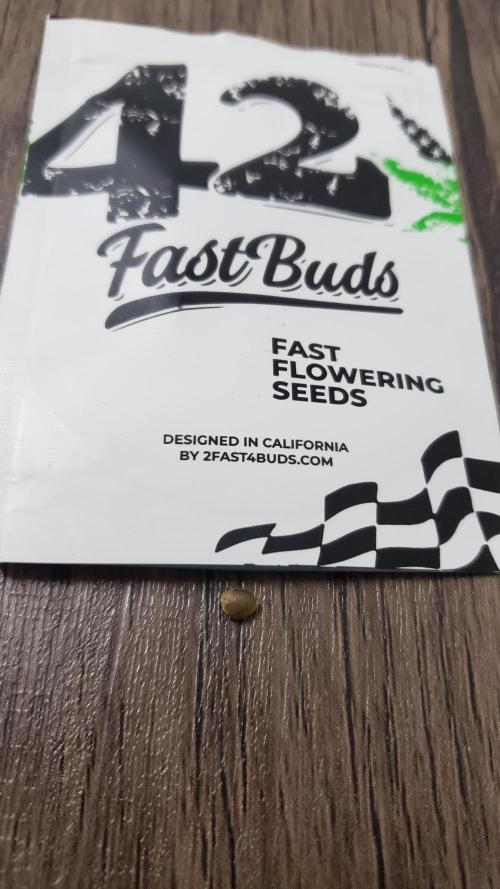 42
FastBuds
FAST
FLOWERING
SEEDS
DESIGNED IN CALIFORNIA
BY 2FAST4BUDS.COM